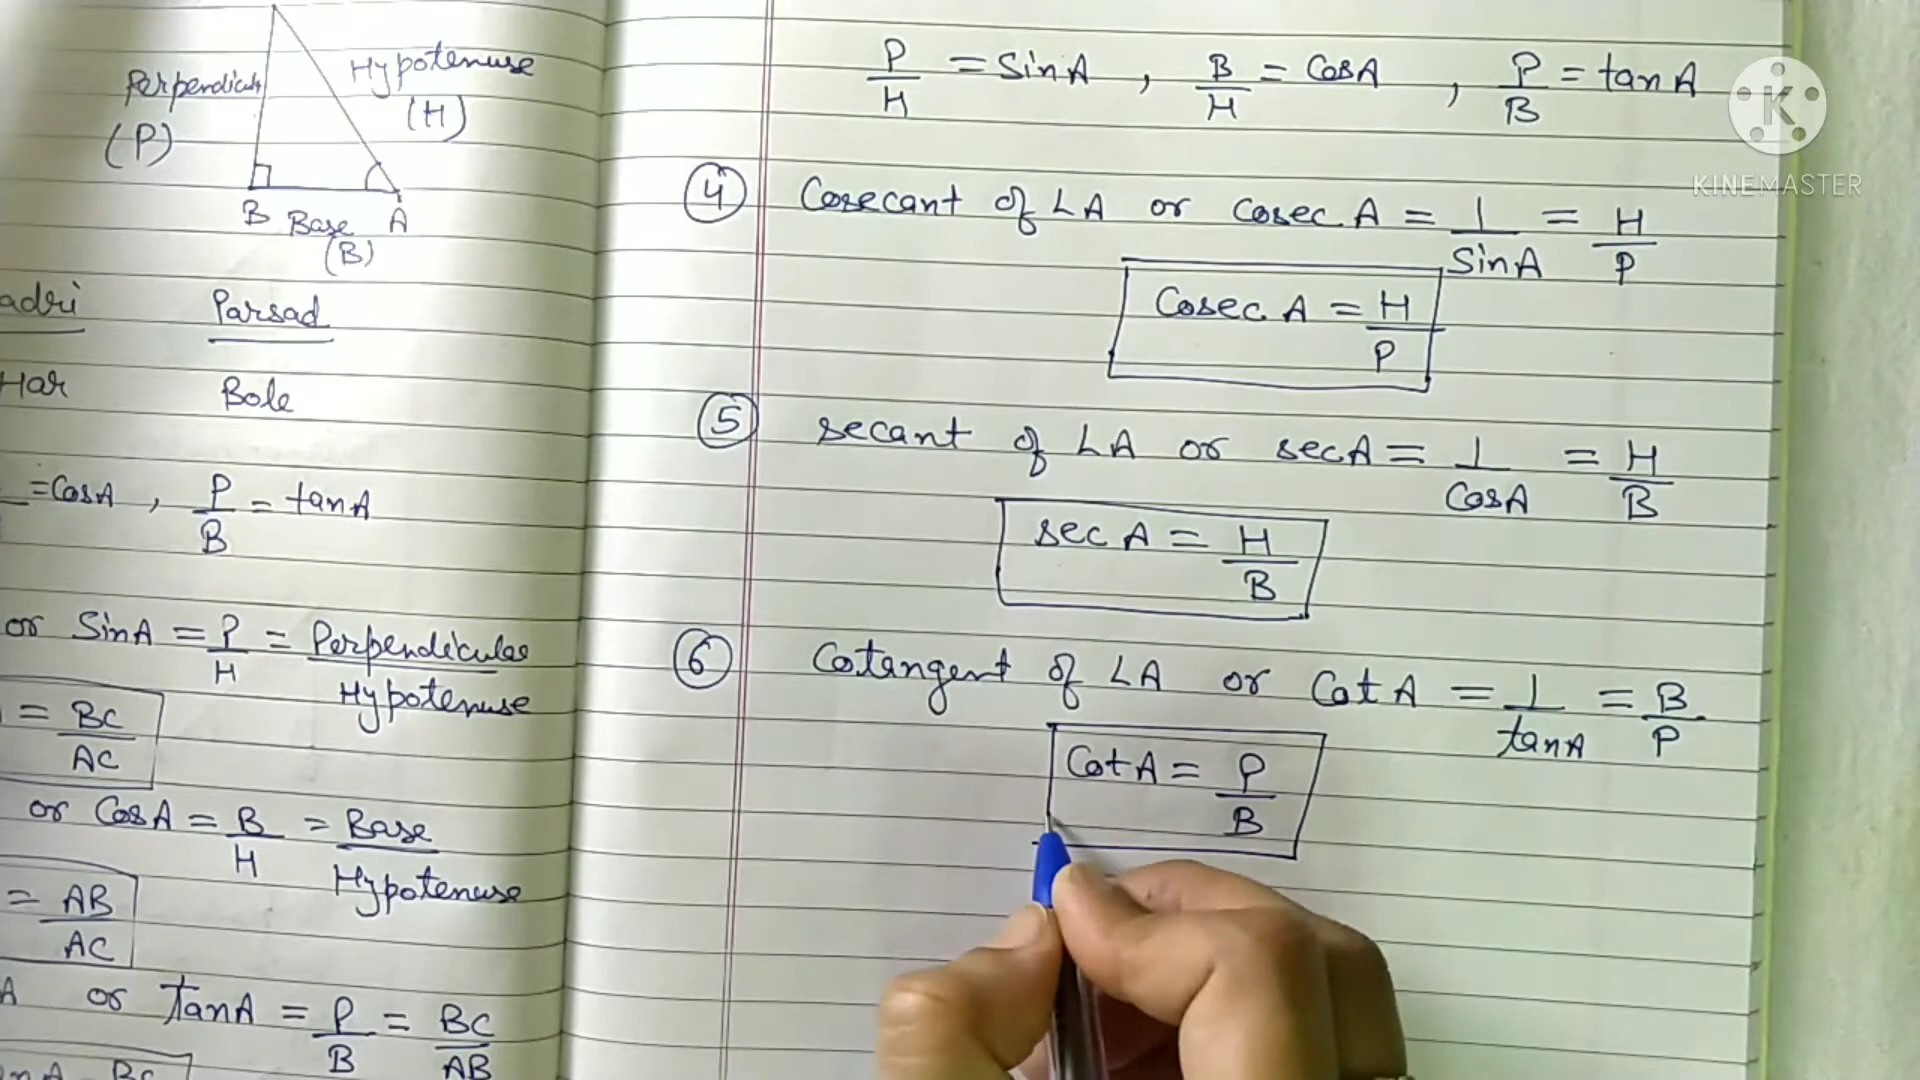 Perpendicular
(P)
Hypotenuse
(H)
B Base A
(B)
adri Parsad
Har Bole
=CosA , P/B = tanA
or SinA = P/H = Perpendicular/Hypotenuse
= BC/AC
or CosA = B/H = Base/Hypotenuse
= AB/AC
A or TanA = P/B = BC/AB
P/H = SinA , B/H = CosA , P/B = tanA
K
KINEMASTER
④ Cosecant of ∠A or Cosec A = 1/SinA = H/P
Cosec A = H/P
⑤ secant of ∠A or secA = 1/CosA = H/B
sec A = H/B
⑥ Cotangent of ∠A or Cot A = 1/tanA = B/P
Cot A = P/B